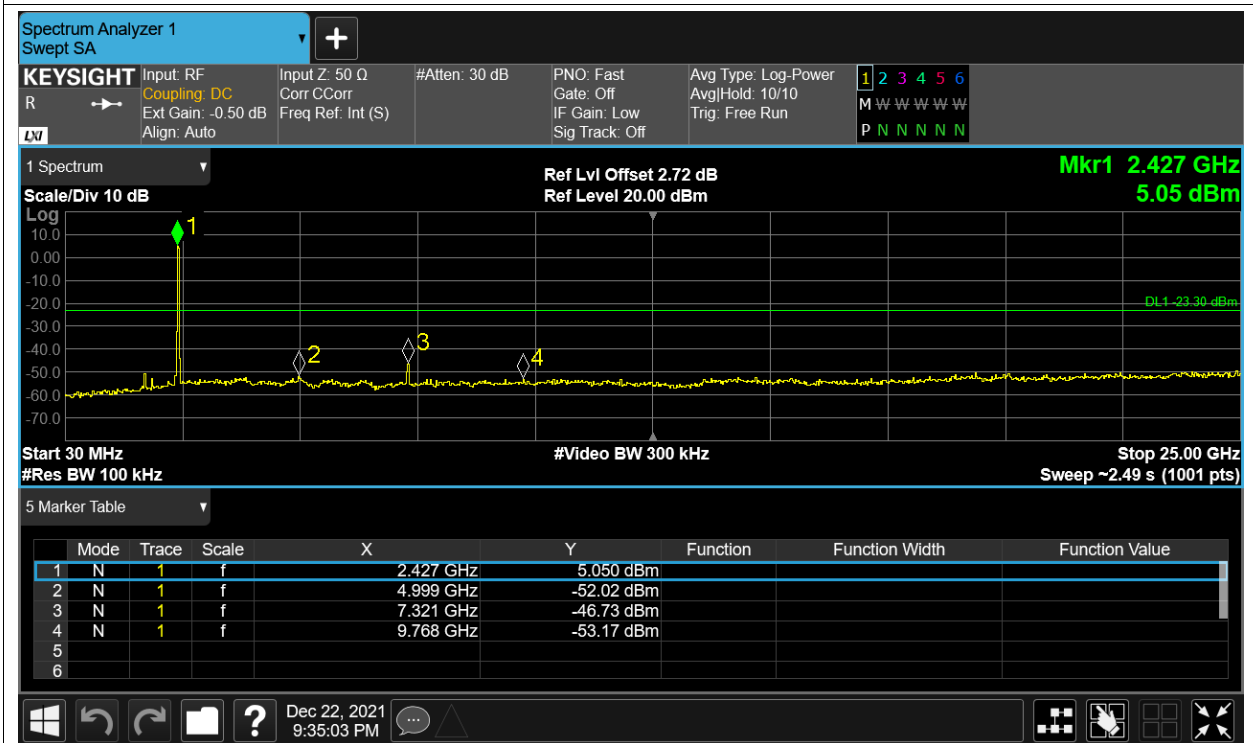 Spectrum Analyzer 1
Swept SA
KEYSIGHT
R
LXI
Input: RF
Coupling: DC
Ext Gain: -0.50 dB
Align: Auto
Input Z: 50 Ω
Corr CCorr
Freq Ref: Int (S)
#Atten: 30 dB
PNO: Fast
Gate: Off
IF Gain: Low
Sig Track: Off
Avg Type: Log-Power
Avg|Hold: 10/10
Trig: Free Run
1 2 3 4 5 6
M W W W W W
P N N N N N
1 Spectrum
Scale/Div 10 dB
Ref Lvl Offset 2.72 dB
Ref Level 20.00 dBm
Mkr1 2.427 GHz
5.05 dBm
Log
10.0
0.00
-10.0
-20.0
-30.0
-40.0
-50.0
-60.0
-70.0
1
2
3
4
DL1 -23.30 dBm
Start 30 MHz
#Res BW 100 kHz
#Video BW 300 kHz
Stop 25.00 GHz
Sweep ~2.49 s (1001 pts)
5 Marker Table
Mode Trace Scale X Y Function Function Width Function Value
1 N 1 f 2.427 GHz 5.050 dBm
2 N 1 f 4.999 GHz -52.02 dBm
3 N 1 f 7.321 GHz -46.73 dBm
4 N 1 f 9.768 GHz -53.17 dBm
5
6
?
Dec 22, 2021
9:35:03 PM